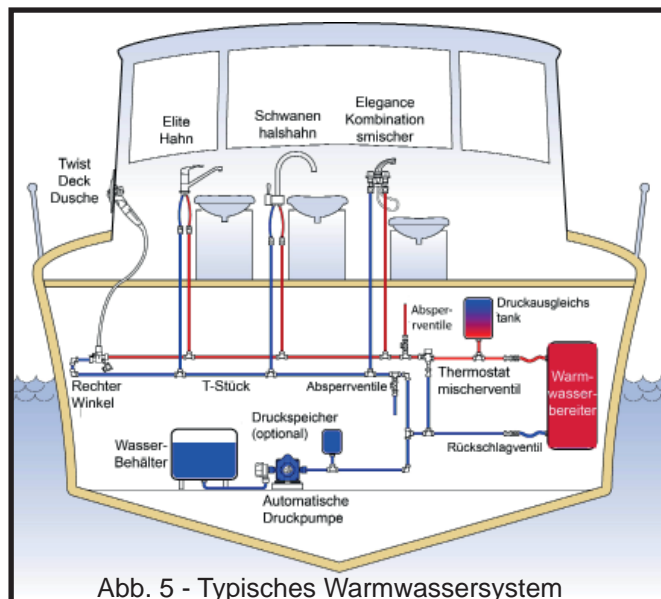 Elite
Hahn
Schwanen
halshahn
Elegance
Kombination
smischer
Twist
Deck
Dusche
Absper-
rventile
Druckausgleichs
tank
Rechter
Winkel
T-Stück
Absperrventile
Thermostat
mischerventil
Warm-
wasser-
bereiter
Druckspeicher
(optional)
Wasser-
Behälter
Rückschlagventil
Automatische
Druckpumpe
Abb. 5 - Typisches Warmwassersystem